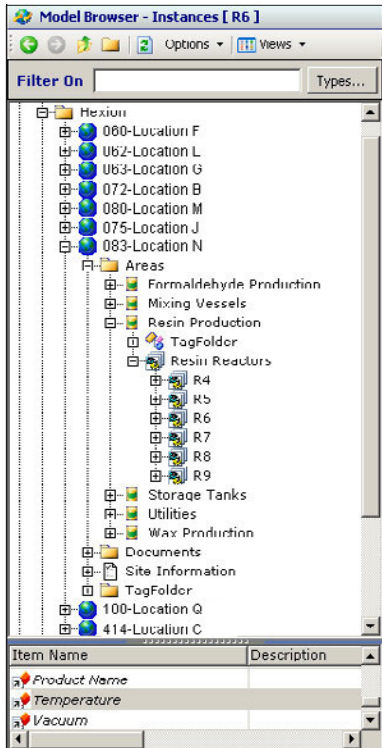 Model Browser - Instances [ R6 ]
Options Views
Filter On Types...
Hexion
060-Location F
062-Location L
063-Location G
072-Location B
080-Location M
075-Location J
083-Location N
Areas
Formaldehyde Production
Mixing Vessels
Resin Production
TagFolder
Resin Reactors
R4
R5
R6
R7
R8
R9
Storage Tanks
Utilities
Wax Production
Documents
Site Information
TagFolder
100-Location Q
414-Location C
Item Name Description
Product Name
Temperature
Vacuum